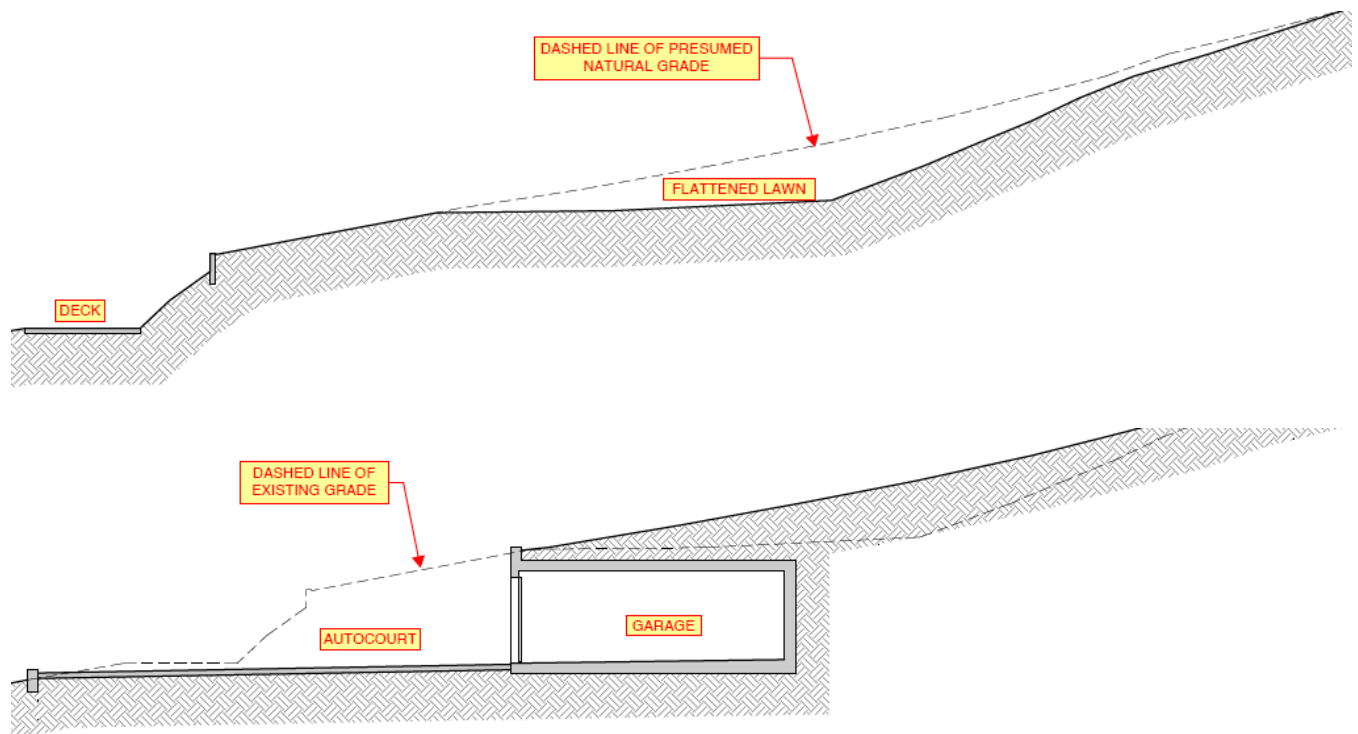 DASHED LINE OF PRESUMED
NATURAL GRADE
FLATTENED LAWN
DECK
DASHED LINE OF
EXISTING GRADE
AUTOCOURT
GARAGE